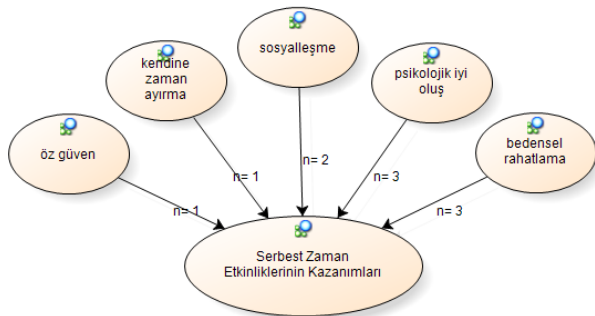 sosyalleşme
kendine
zaman
ayırma
psikolojik iyi
oluş
öz güven
bedensel
rahatlama
n= 1
n= 1
n= 2
n= 3
n= 3
Serbest Zaman
Etkinliklerinin Kazanımları